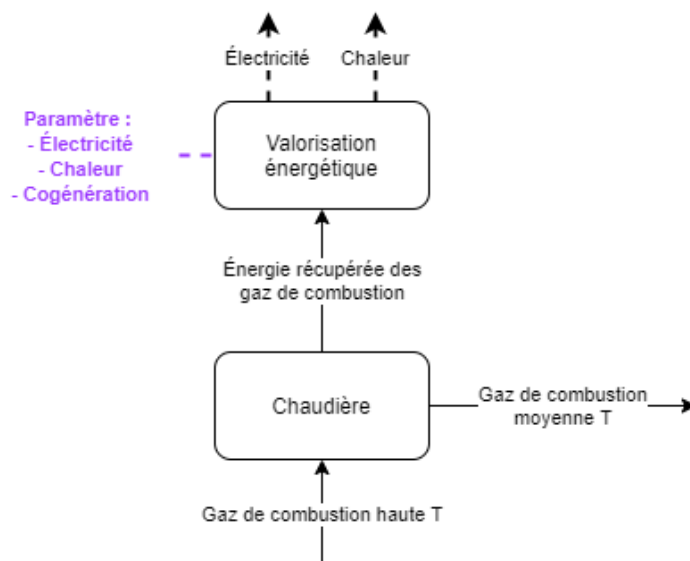 Électricité
Chaleur
Paramètre :
- Électricité
- Chaleur
- Cogénération
Valorisation
énergétique
Énergie récupérée des
gaz de combustion
Chaudière
Gaz de combustion
moyenne T
Gaz de combustion haute T